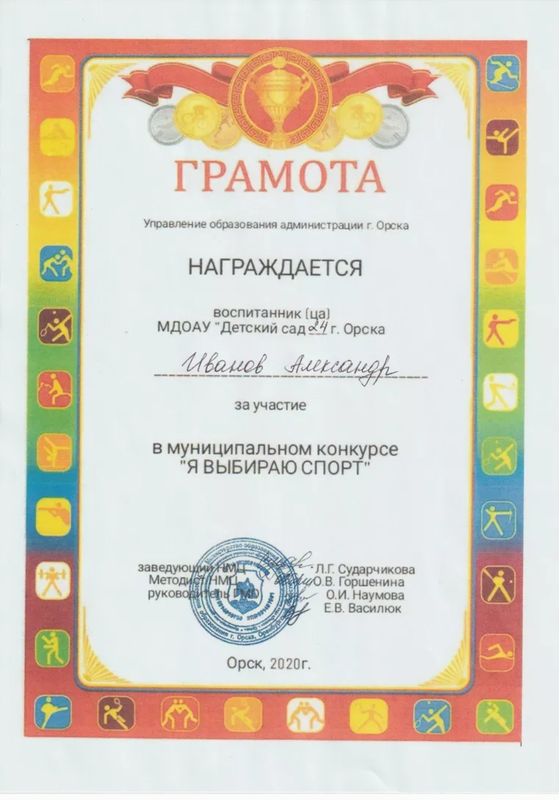 ГРАМОТА
Управление образования администрации г. Орска
НАГРАЖДАЕТСЯ
воспитанник (ца)
МДОАУ "Детский сад 24 г. Орска
Иванов Александр
за участие
в муниципальном конкурсе
"Я ВЫБИРАЮ СПОРТ"
заведующий НМЦ Л.Г. Сударчикова
Методист НМЦ О.В. Горшенина
руководитель ГМО О.И. Наумова
Е.В. Василюк
Орск, 2020г.